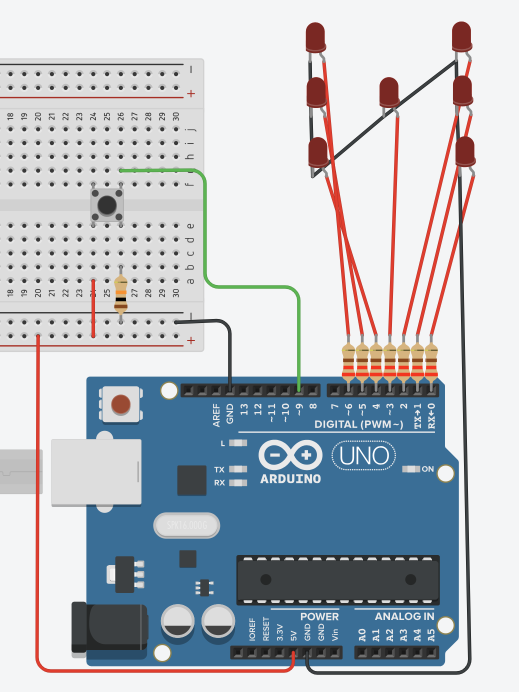 18 19 20 21 22 23 24 25 26 27 28 29 30
j
i
h
g
f
e
d
c
b
a
18 19 20 21 22 23 25 27 28 29 30
AREF
GND
13
12
~11
~10
~9
8
7
~6
~5
4
~3
2
TX→1
RX←0
DIGITAL (PWM~)
L
TX
RX
ARDUINO
UNO
ON
POWER
ANALOG IN
IOREF
RESET
3.3V
5V
GND
GND
Vin
A0
A1
A2
A3
A4
A5